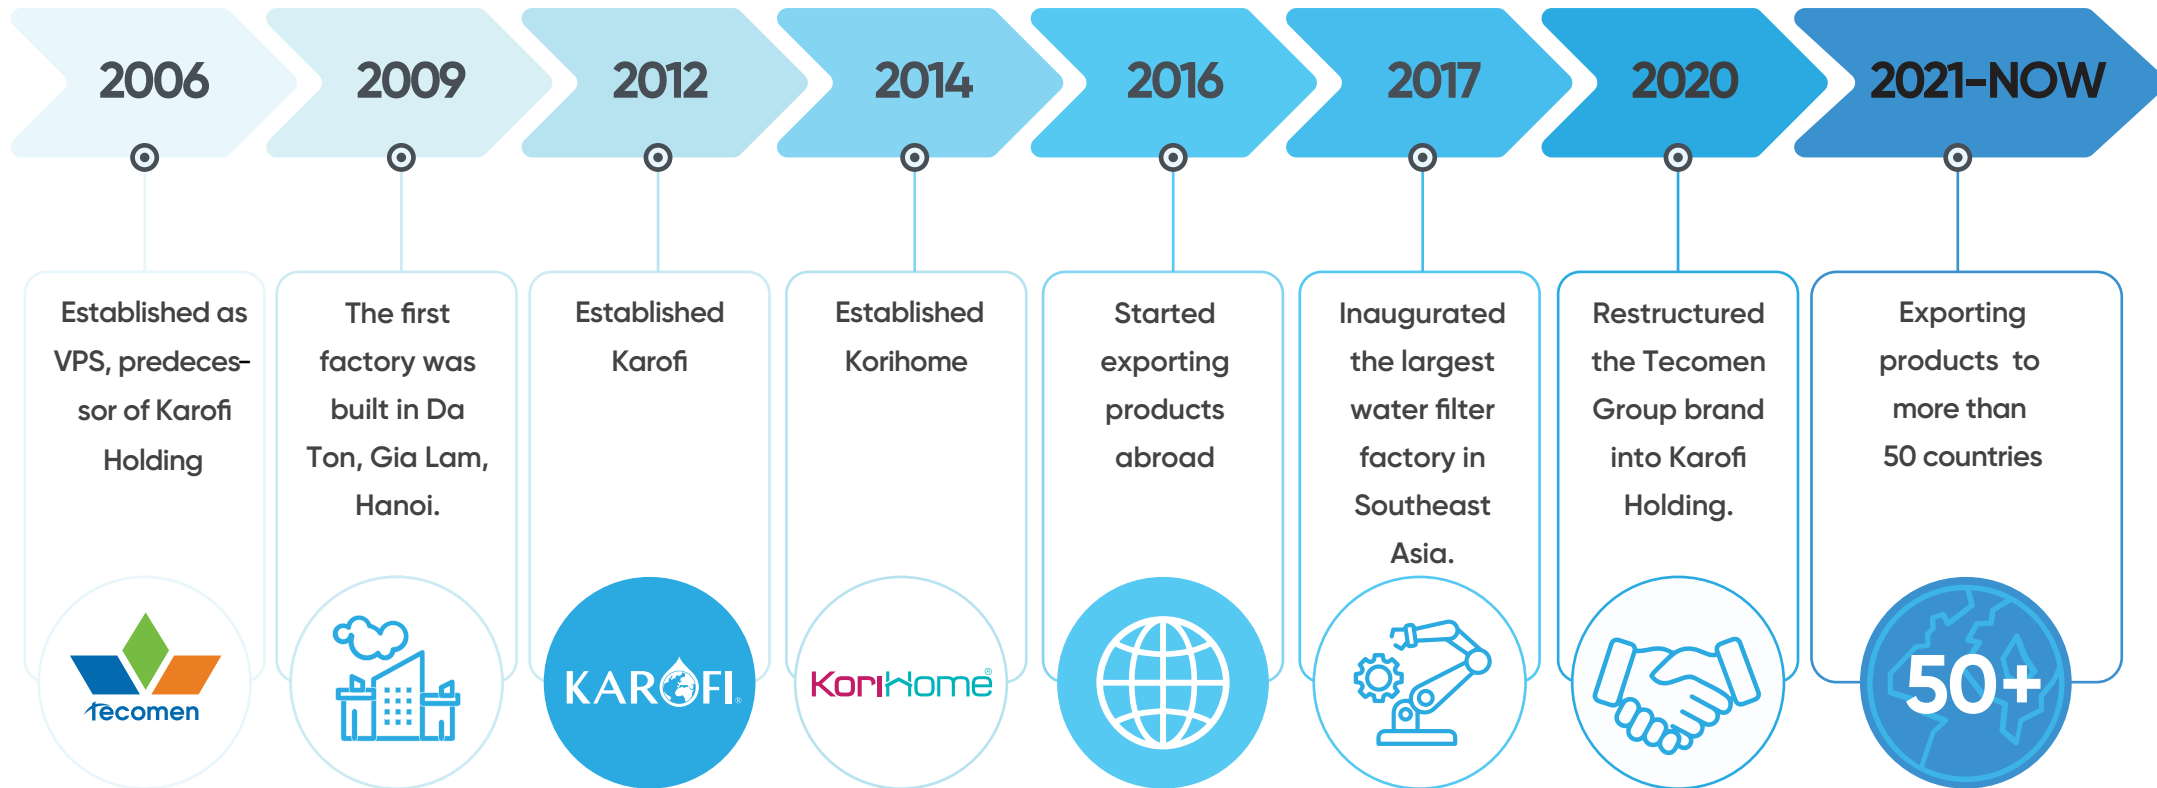 2006
2009
2012
2014
2016
2017
2020
2021-NOW
Established as
VPS, predeces-
sor of Karofi
Holding
Tecomen
The first
factory was
built in Da
Ton, Gia Lam,
Hanoi.
Established
Karofi
KAROFI®
Established
Korihome
KoriHome®
Started
exporting
products
abroad
Inaugurated
the largest
water filter
factory in
Southeast
Asia.
Restructured
the Tecomen
Group brand
into Karofi
Holding.
Exporting
products to
more than
50 countries
50+